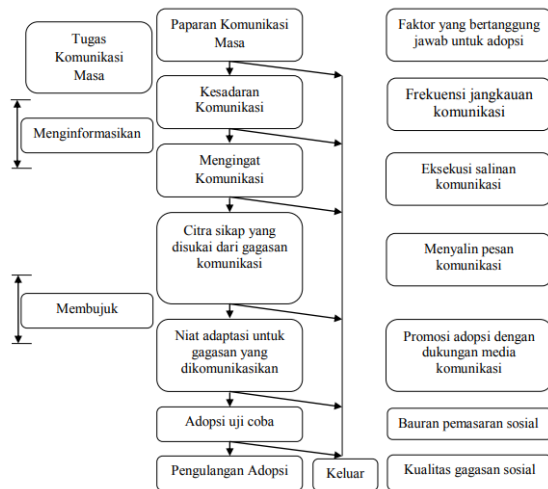 Tugas
Komunikasi
Masa
Menginformasikan
Membujuk
Paparan Komunikasi
Masa
Kesadaran
Komunikasi
Mengingat
Komunikasi
Citra sikap yang
disukai dari gagasan
komunikasi
Niat adaptasi untuk
gagasan yang
dikomunikasikan
Adopsi uji coba
Pengulangan Adopsi
Keluar
Faktor yang bertanggung
jawab untuk adopsi
Frekuensi jangkauan
komunikasi
Eksekusi salinan
komunikasi
Menyalin pesan
komunikasi
Promosi adopsi dengan
dukungan media
komunikasi
Bauran pemasaran sosial
Kualitas gagasan sosial